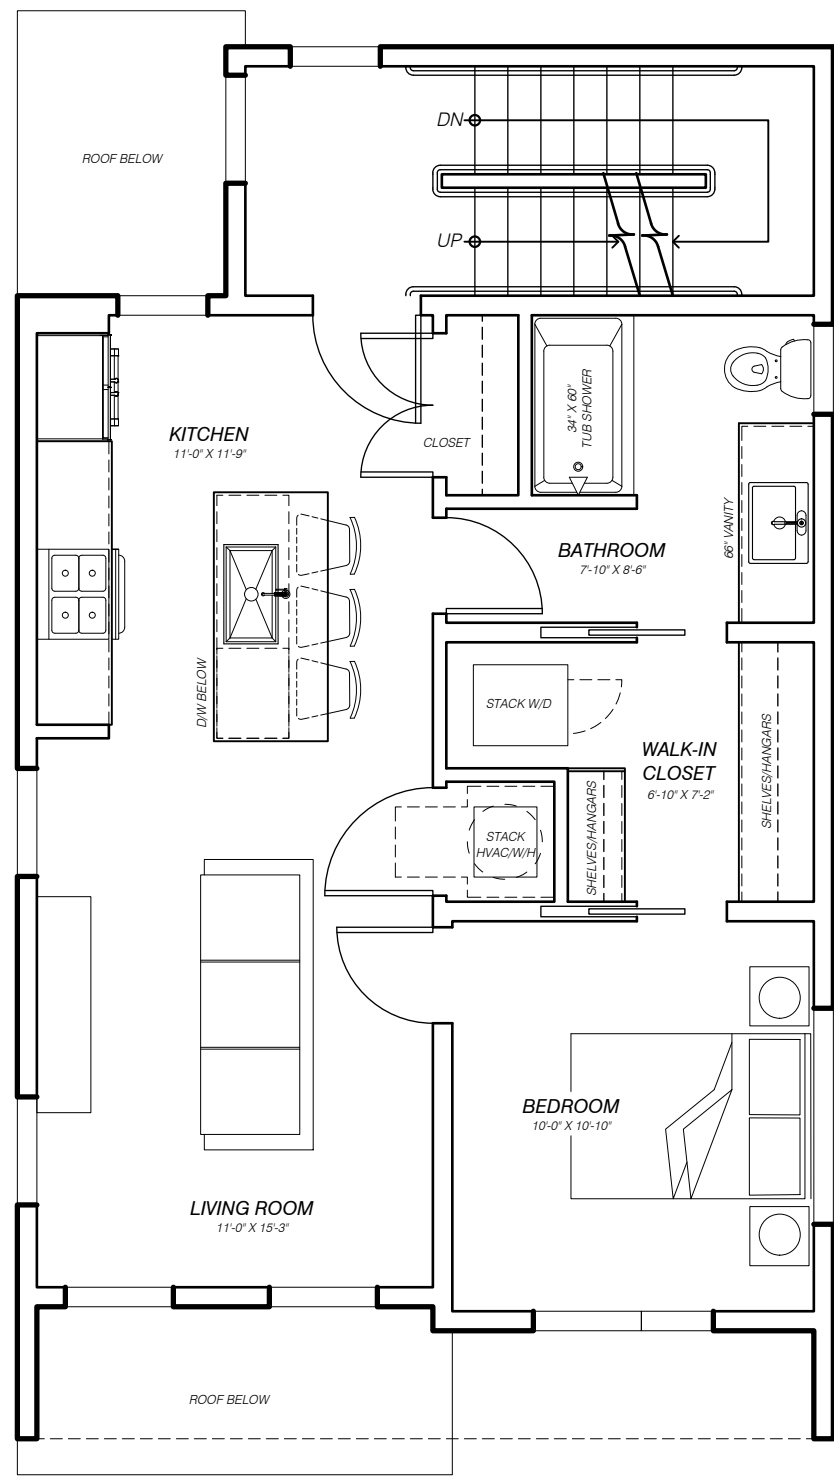 DN
ROOF BELOW
UP
34" X 60"
TUB SHOWER
KITCHEN
11'-0" X 11'-9"
CLOSET
66" VANITY
BATHROOM
7'-10" X 8'-6"
D/W BELOW
STACK W/D
WALK-IN
CLOSET
6'-10" X 7'-2"
SHELVES/HANGARS
SHELVES/HANGARS
STACK
HVAC/W/H
BEDROOM
10'-0" X 10'-10"
LIVING ROOM
11'-0" X 15'-3"
ROOF BELOW